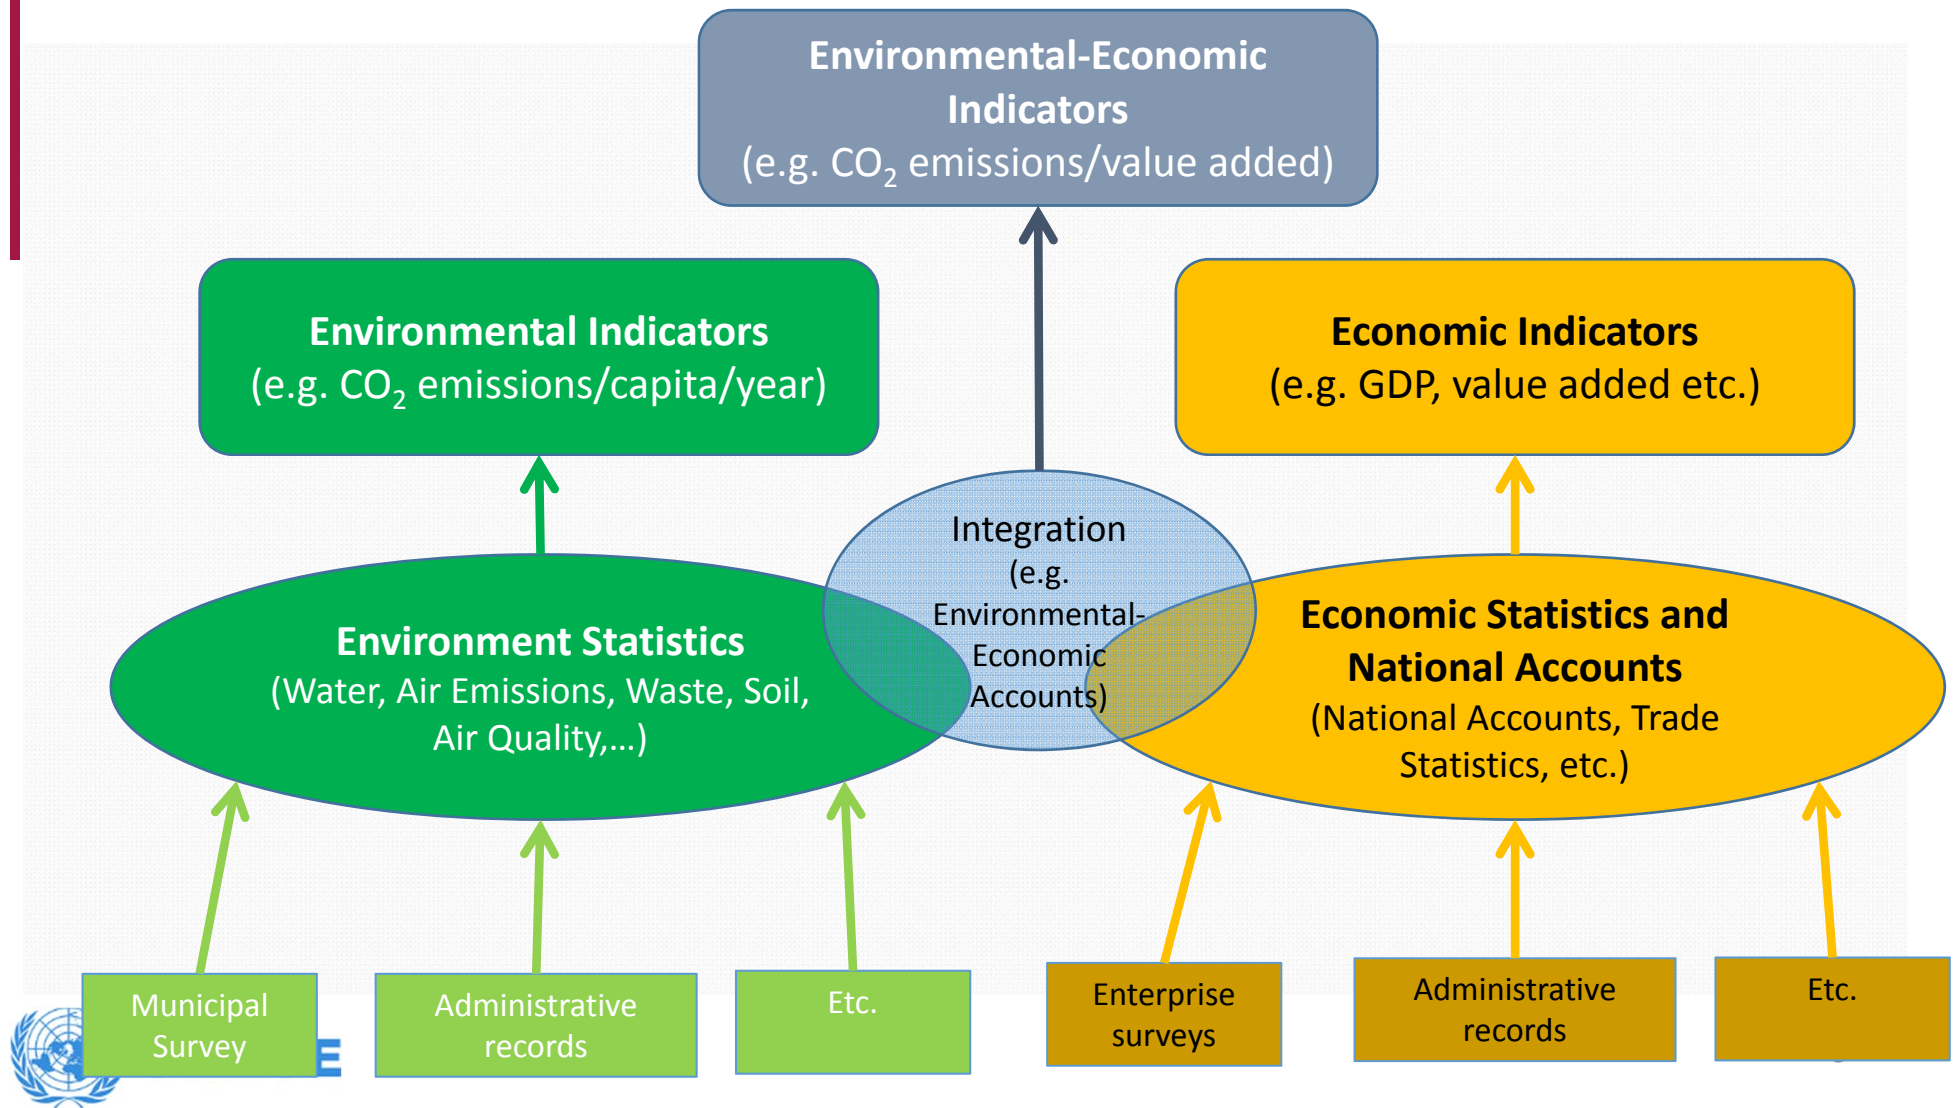 Environmental-Economic
Indicators
(e.g. CO₂ emissions/value added)
Environmental Indicators
(e.g. CO₂ emissions/capita/year)
Economic Indicators
(e.g. GDP, value added etc.)
Integration
(e.g.
Environmental-
Economic
Accounts)
Environment Statistics
(Water, Air Emissions, Waste, Soil,
Air Quality,...)
Economic Statistics and
National Accounts
(National Accounts, Trade
Statistics, etc.)
Municipal
Survey
Administrative
records
Etc.
Enterprise
surveys
Administrative
records
Etc.
E